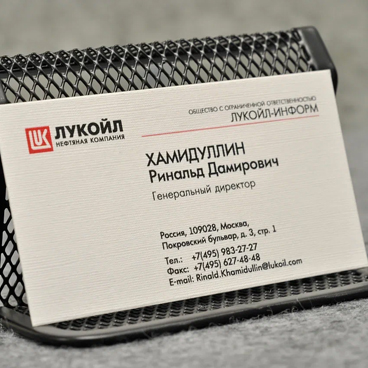 ЛУКОЙЛ
НЕФТЯНАЯ КОМПАНИЯ
ОБЩЕСТВО С ОГРАНИЧЕННОЙ ОТВЕТСТВЕННОСТЬЮ
ЛУКОЙЛ-ИНФОРМ
ХАМИДУЛЛИН
Ринальд Дамирович
Генеральный директор
Россия, 109028, Москва,
Покровский бульвар, д. 3, стр. 1
Тел.: +7(495) 983-27-27
Факс: +7(495) 627-48-48
E-mail: Rinald.Khamidullin@lukoil.com